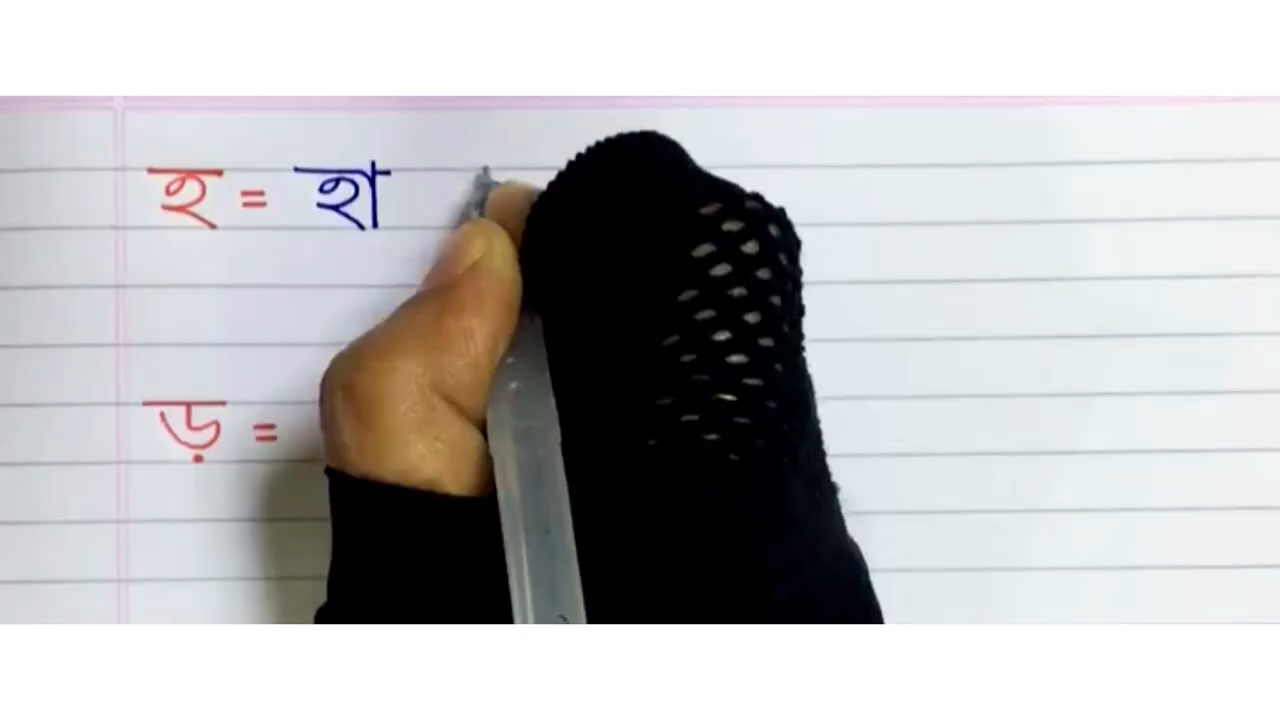 হ = হা
ড় =